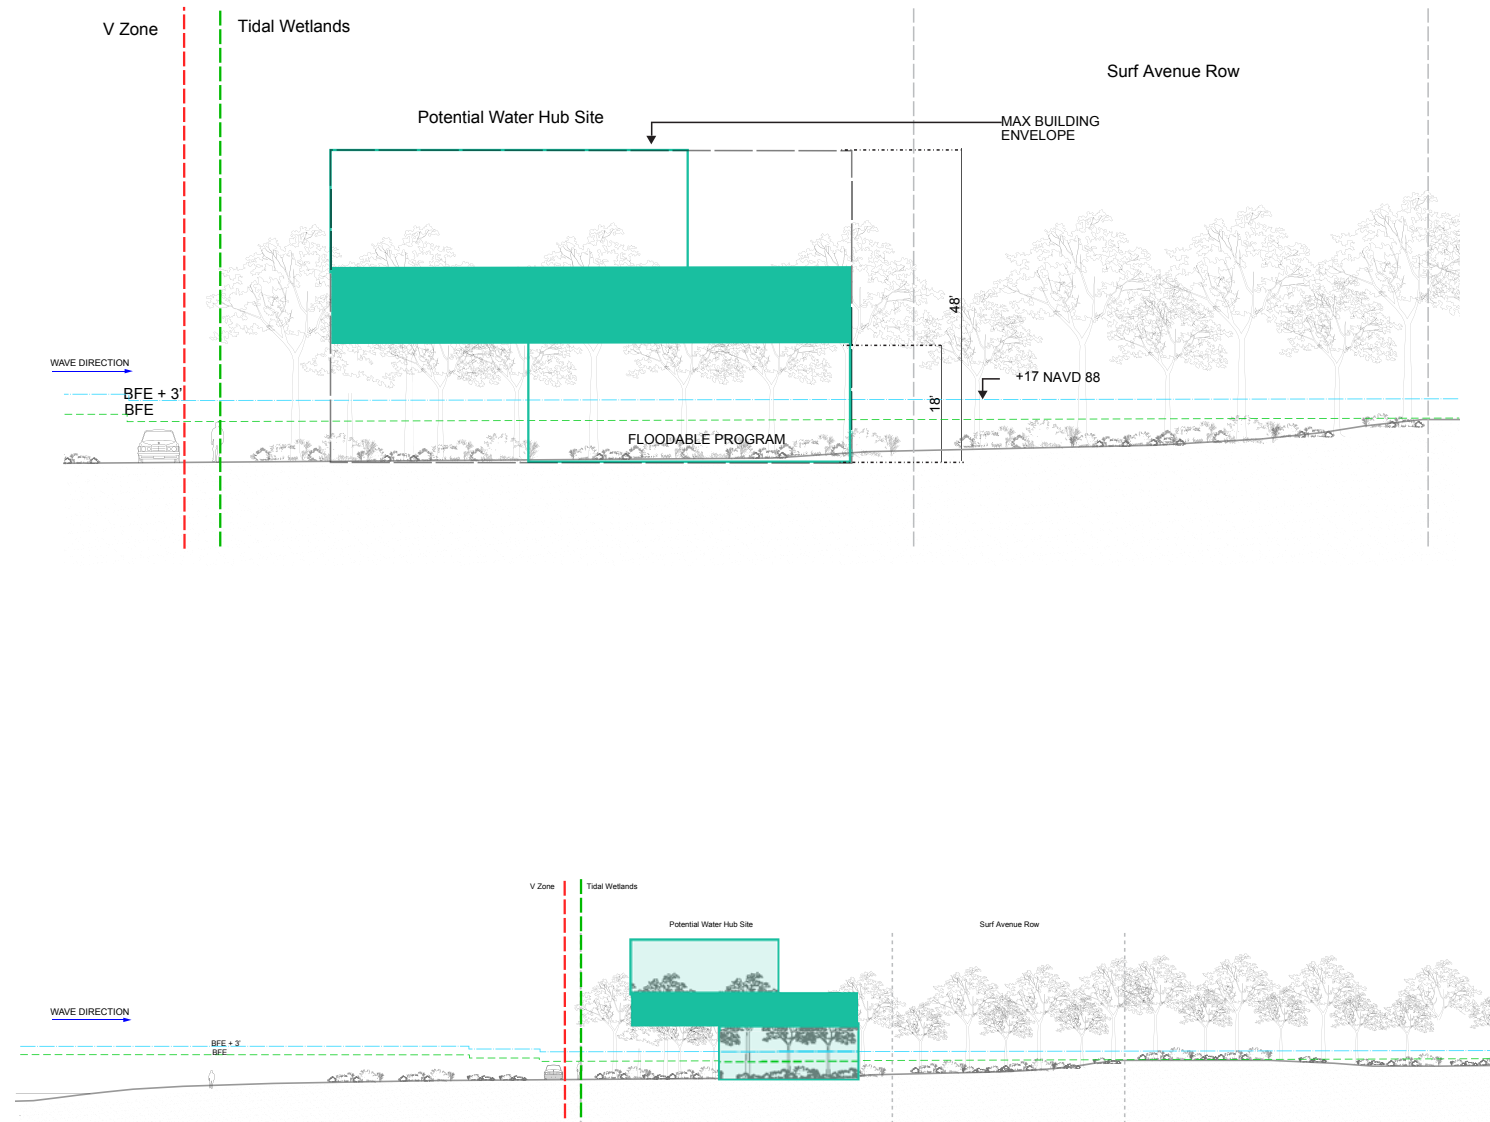 V Zone
Tidal Wetlands
Surf Avenue Row
Potential Water Hub Site
MAX BUILDING
ENVELOPE
48'
WAVE DIRECTION
+17 NAVD 88
BFE + 3'
18'
BFE
FLOODABLE PROGRAM
V Zone
Tidal Wetlands
Potential Water Hub Site
Surf Avenue Row
WAVE DIRECTION
BFE + 3'
BFE